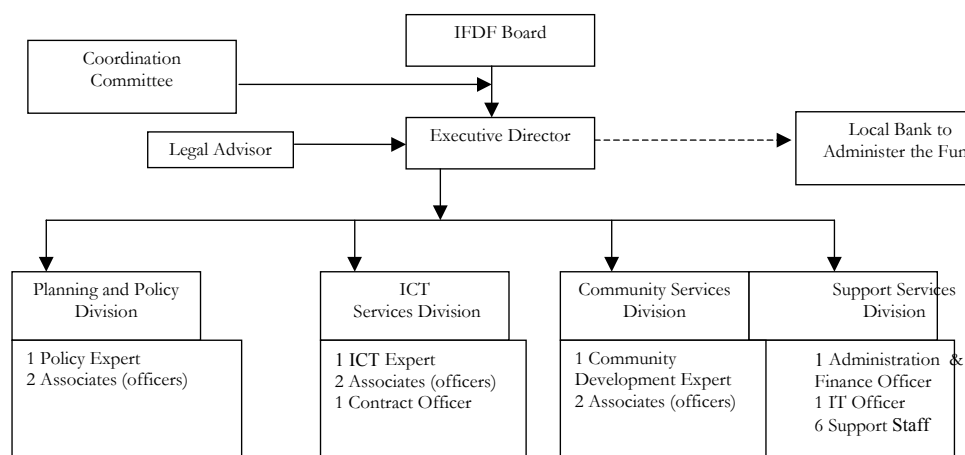 IFDF Board
Coordination
Committee
Executive Director
Legal Advisor
Local Bank to
Administer the Fun
Planning and Policy
Division
1 Policy Expert
2 Associates (officers)
ICT
Services Division
1 ICT Expert
2 Associates (officers)
1 Contract Officer
Community Services
Division
1 Community
Development Expert
2 Associates (officers)
Support Services
Division
1 Administration &
Finance Officer
1 IT Officer
6 Support Staff